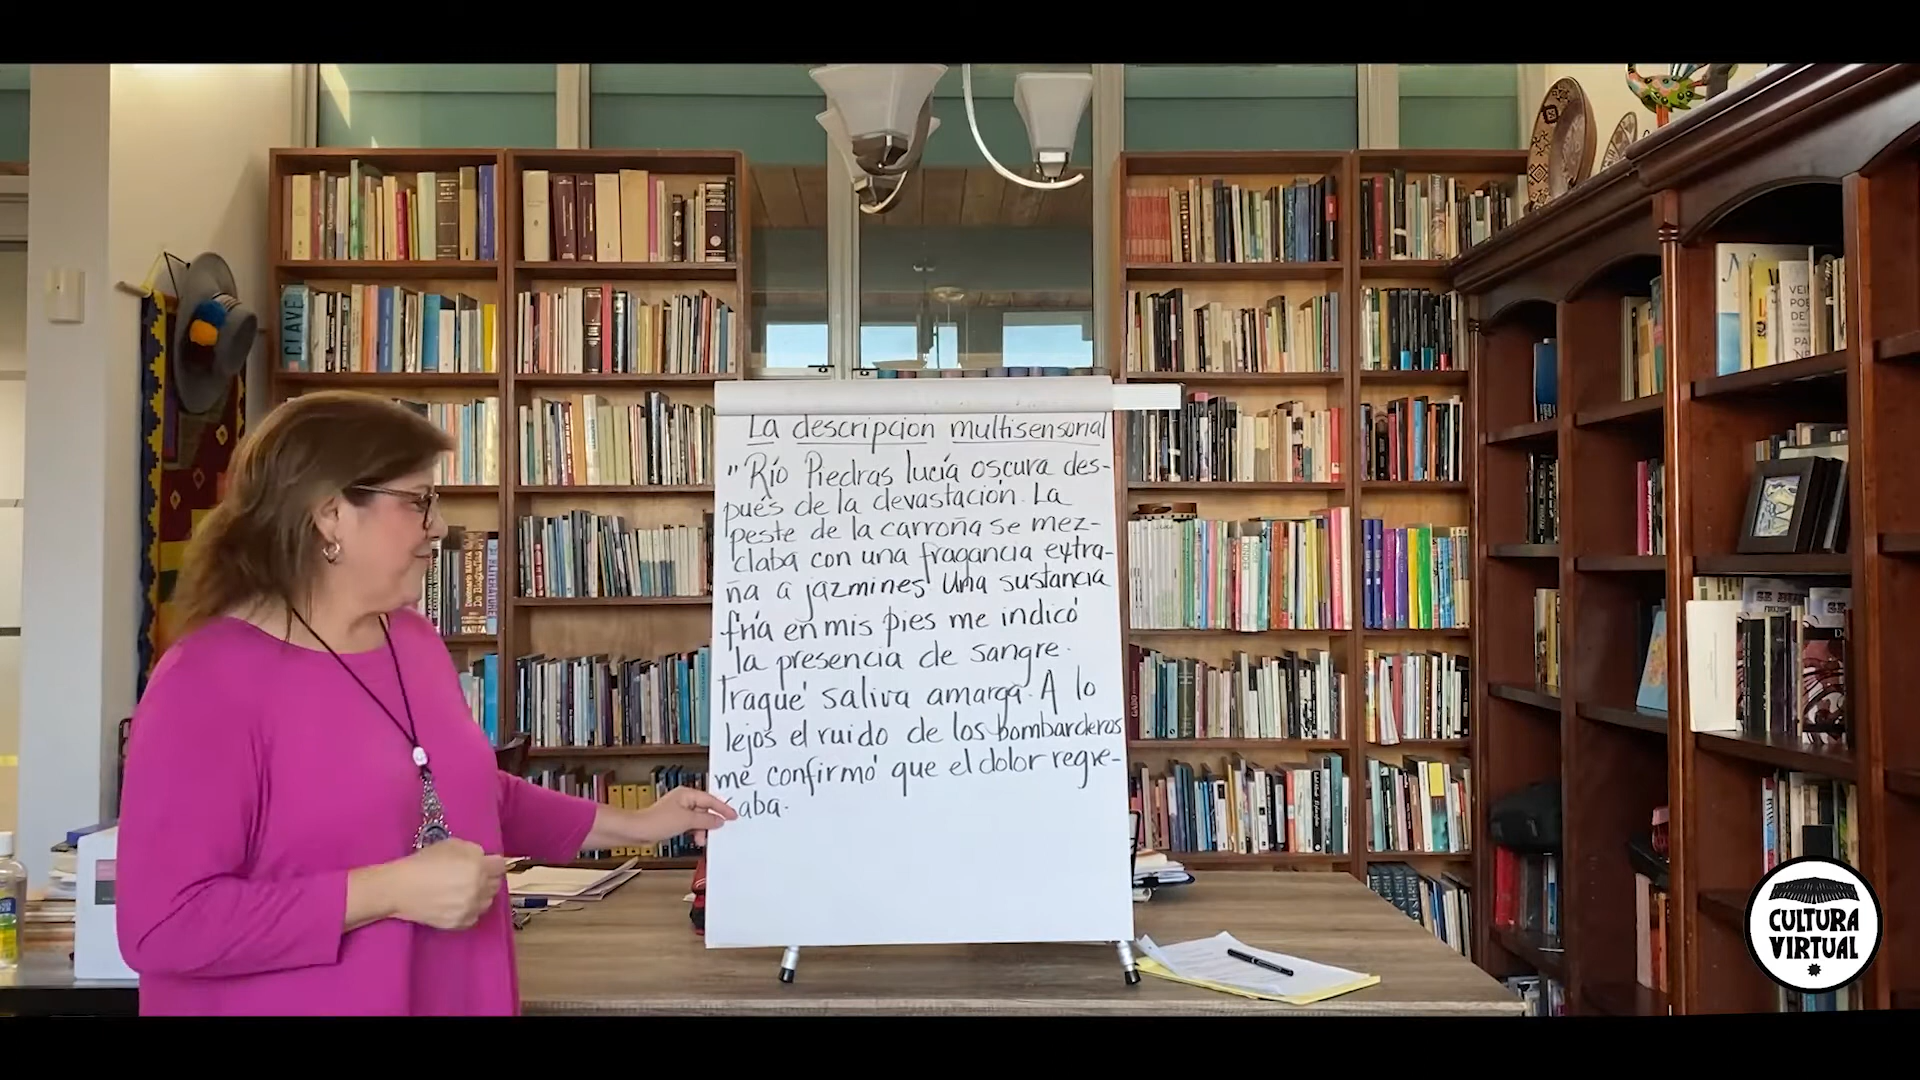 La descripcion multisensorial
"Río Piedras lucía oscura des-
pués de la devastación. La
peste de la carroña se mez-
claba con una fragancia extra-
ña a jazmines. Una sustancia
fría en mis pies me indicó
la presencia de sangre.
Tragué saliva amarga. A lo
lejos el ruido de los bombarderos
me confirmó que el dolor regre-
saba.
CLAVE
CULTURA
VIRTUAL